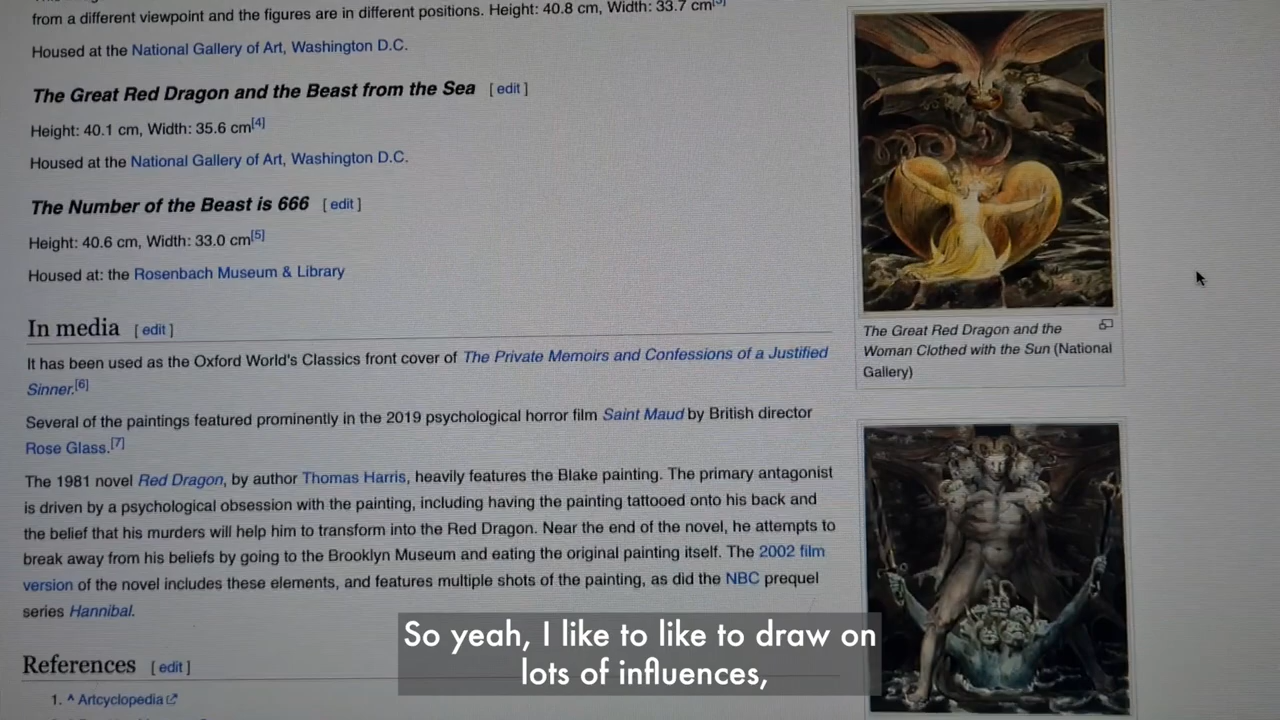 from a different viewpoint and the figures are in different positions. Height: 40.8 cm, Width: 33.7 cm
Housed at the National Gallery of Art, Washington D.C.
The Great Red Dragon and the Beast from the Sea [ edit ]
Height: 40.1 cm, Width: 35.6 cm[4]
Housed at the National Gallery of Art, Washington D.C.
The Number of the Beast is 666 [ edit ]
Height: 40.6 cm, Width: 33.0 cm[5]
Housed at: the Rosenbach Museum & Library
In media [ edit ]
It has been used as the Oxford World's Classics front cover of The Private Memoirs and Confessions of a Justified
Sinner.[6]
Several of the paintings featured prominently in the 2019 psychological horror film Saint Maud by British director
Rose Glass.[7]
The 1981 novel Red Dragon, by author Thomas Harris, heavily features the Blake painting. The primary antagonist
is driven by a psychological obsession with the painting, including having the painting tattooed onto his back and
the belief that his murders will help him to transform into the Red Dragon. Near the end of the novel, he attempts to
break away from his beliefs by going to the Brooklyn Museum and eating the original painting itself. The 2002 film
version of the novel includes these elements, and features multiple shots of the painting, as did the NBC prequel
series Hannibal.
References [ edit ]
1. ^ Artcyclopedia
The Great Red Dragon and the
Woman Clothed with the Sun (National
Gallery)
So yeah, I like to like to draw on
lots of influences,